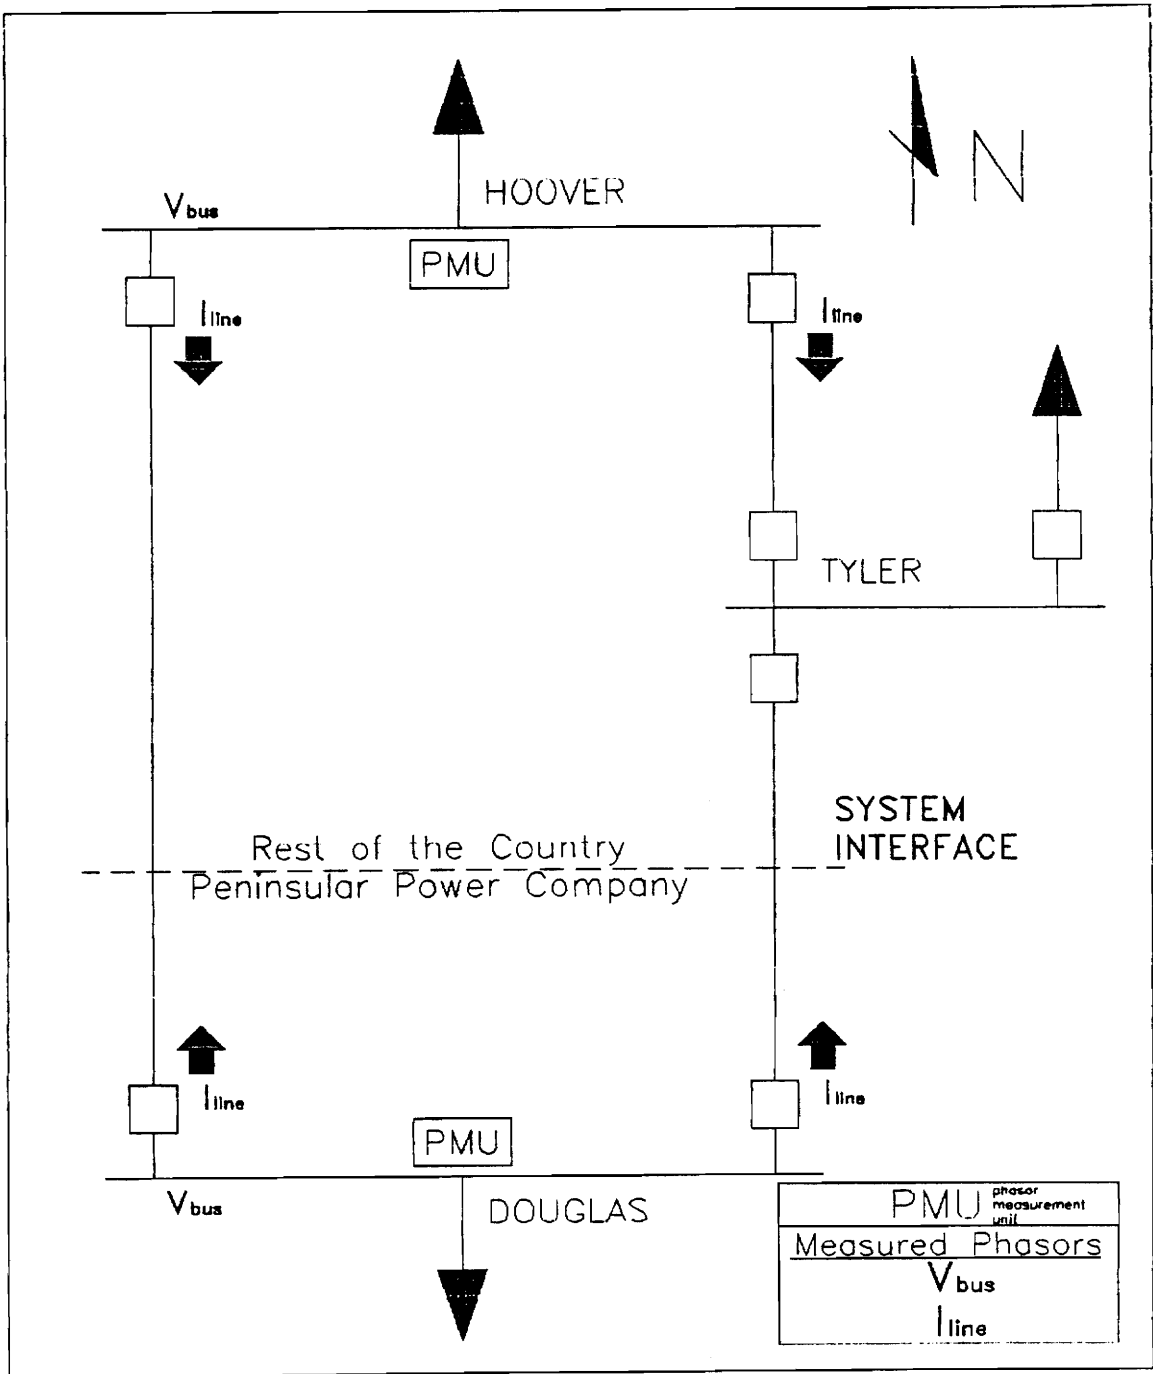 N
HOOVER
Vbus
PMU
Iline
Iline
TYLER
SYSTEM
INTERFACE
Rest of the Country
Peninsular Power Company
Iline
Iline
PMU
Vbus
DOUGLAS
PMU phasor
measurement
unit
Measured Phasors
Vbus
Iline